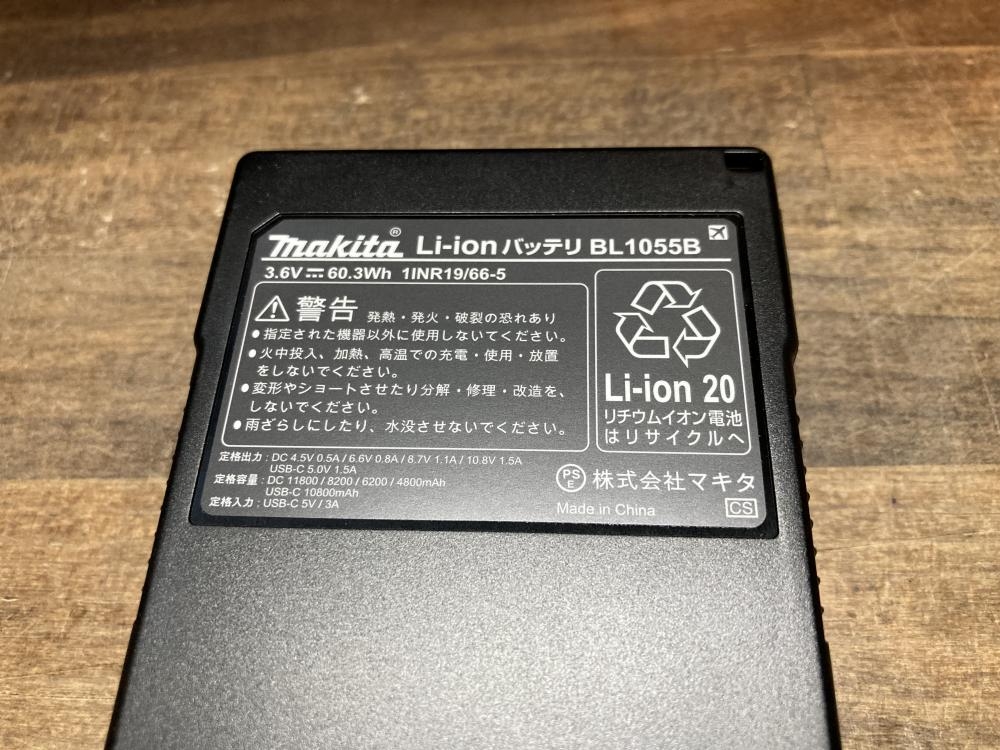 makita® Li-ion バッテリ BL1055B
3.6V⎓60.3Wh 1INR19/66-5
警告 発熱・発火・破裂の恐れあり
●指定された機器以外に使用しないてください。
●火中投入、加熱、高温での充電・使用・放置
をしないでください。
●変形やショートさせたり分解・修理・改造を、
しないでください。
●雨ざらしにしたり、水没させないでください。
Li-ion 20
リチウムイオン電池
はリサイクルへ
定格出力 : DC 4.5V 0.5A / 6.6V 0.8A / 8.7V 1.1A / 10.8V 1.5A
USB-C 5.0V 1.5A
定格容量 : DC 11800 / 8200 / 6200 / 4800mAh
USB-C 10800mAh
定格入力 : USB-C 5V / 3A
PS
E
株式会社マキタ
Made in China
CS